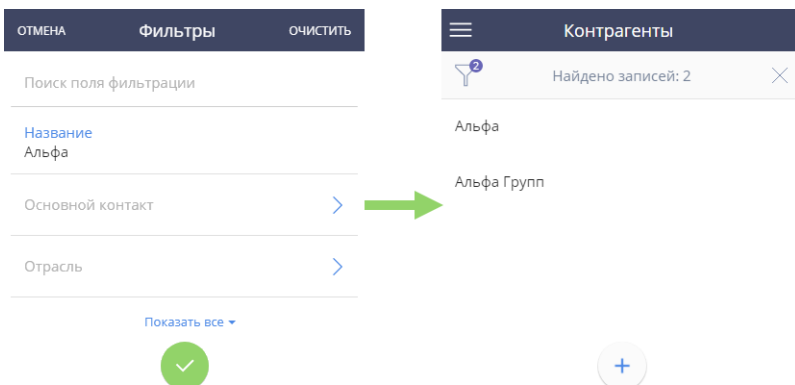 ОТМЕНА Фильтры ОЧИСТИТЬ
Поиск поля фильтрации
Название
Альфа
Основной контакт
Отрасль
Показать все
Контрагенты
2
Найдено записей: 2
Альфа
Альфа Групп